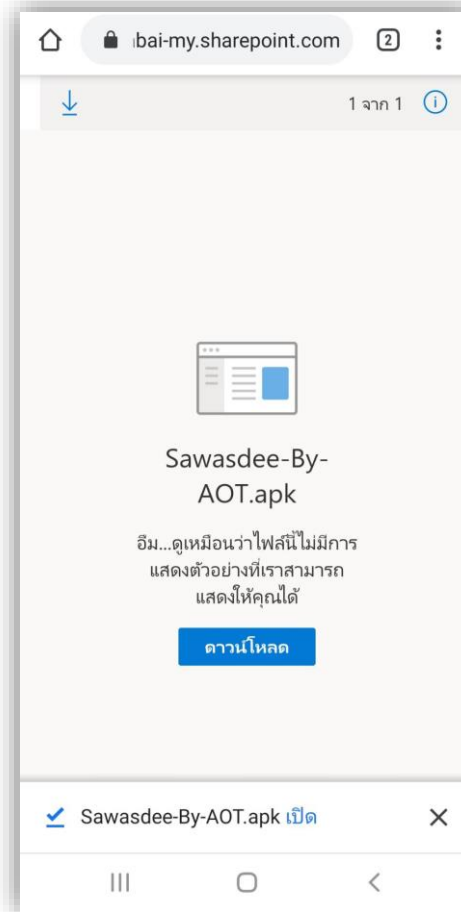 ıbai-my.sharepoint.com 2
1 จาก 1
Sawasdee-By-
AOT.apk
อืม...ดูเหมือนว่าไฟล์นี้ไม่มีการ
แสดงตัวอย่างที่เราสามารถ
แสดงให้คุณได้
ดาวน์โหลด
Sawasdee-By-AOT.apk เปิด